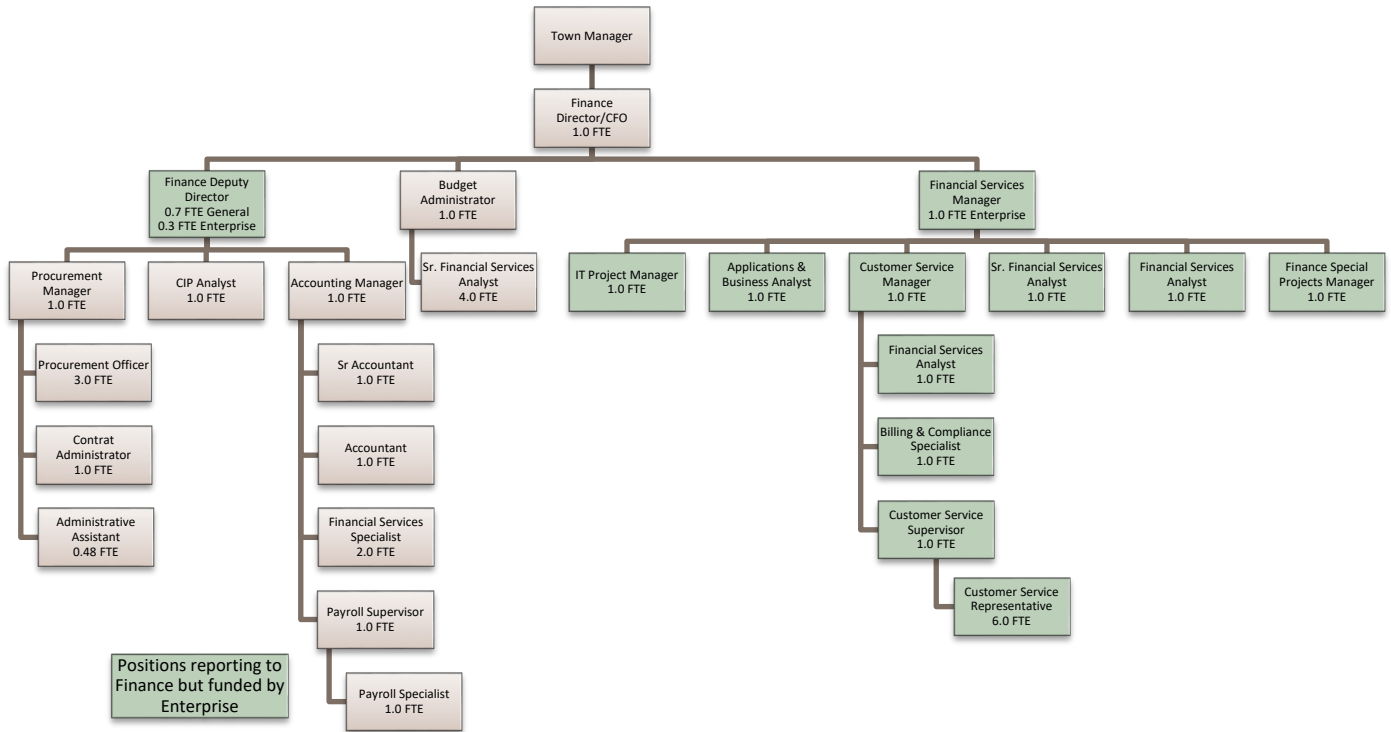 Town Manager
Finance
Director/CFO
1.0 FTE
Finance Deputy
Director
0.7 FTE General
0.3 FTE Enterprise
Budget
Administrator
1.0 FTE
Financial Services
Manager
1.0 FTE Enterprise
Procurement
Manager
1.0 FTE
CIP Analyst
1.0 FTE
Accounting Manager
1.0 FTE
Sr. Financial Services
Analyst
4.0 FTE
IT Project Manager
1.0 FTE
Applications &
Business Analyst
1.0 FTE
Customer Service
Manager
1.0 FTE
Sr. Financial Services
Analyst
1.0 FTE
Financial Services
Analyst
1.0 FTE
Finance Special
Projects Manager
1.0 FTE
Procurement Officer
3.0 FTE
Contrat
Administrator
1.0 FTE
Administrative
Assistant
0.48 FTE
Sr Accountant
1.0 FTE
Accountant
1.0 FTE
Financial Services
Specialist
2.0 FTE
Payroll Supervisor
1.0 FTE
Payroll Specialist
1.0 FTE
Financial Services
Analyst
1.0 FTE
Billing & Compliance
Specialist
1.0 FTE
Customer Service
Supervisor
1.0 FTE
Customer Service
Representative
6.0 FTE
Positions reporting to
Finance but funded by
Enterprise